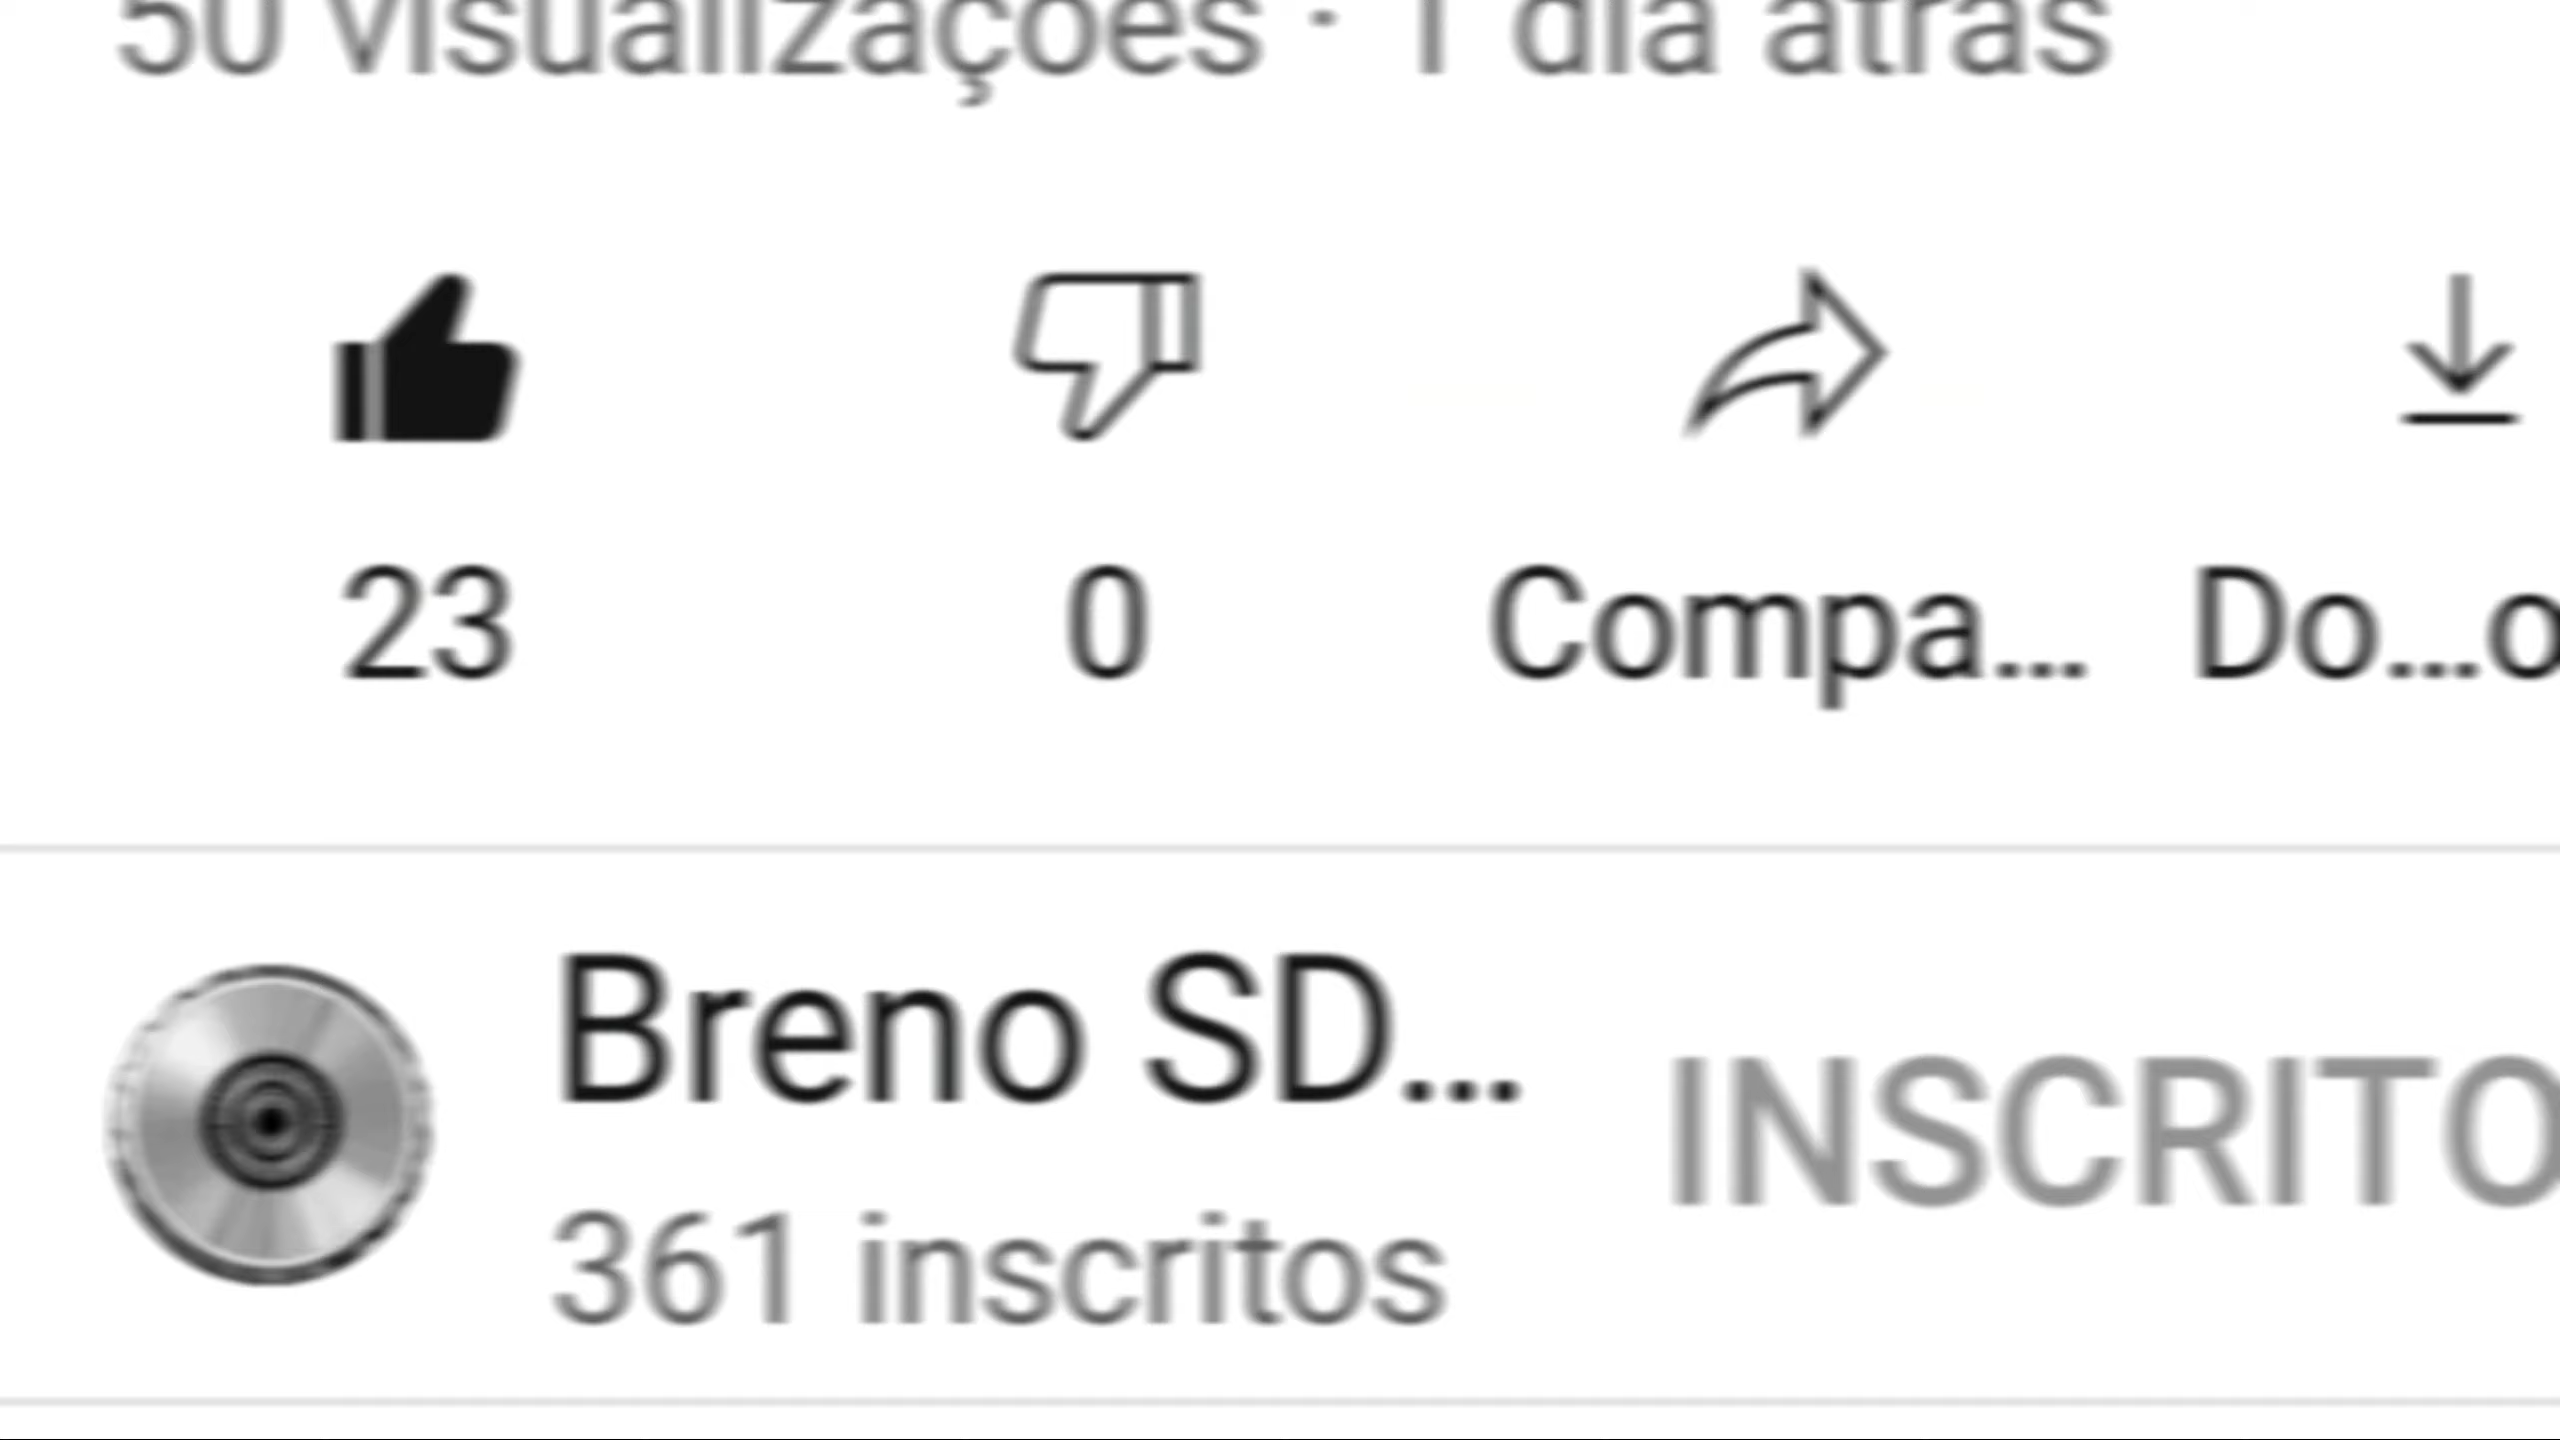 50 visualizações · 1 dia atrás
23 0 Compa... Do...o
Breno SD...
INSCRITO
361 inscritos